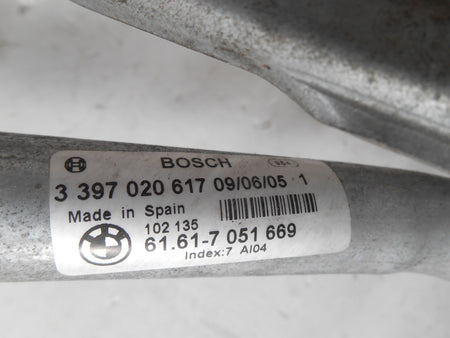 BOSCH
3 397 020 617 09/06/05 1
Made in Spain
102 135
61.61-7 051 669
Index:7 AI04